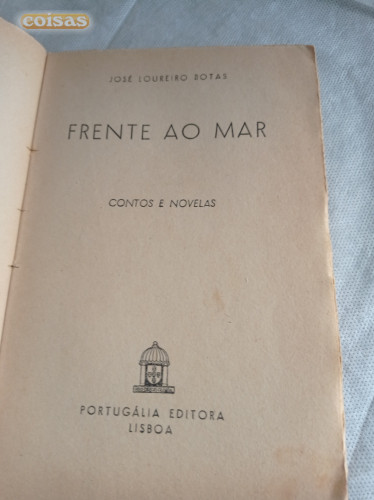 coisas
JOSÉ LOUREIRO BOTAS
FRENTE AO MAR
CONTOS E NOVELAS
PORTUGÁLIA EDITORA
LISBOA